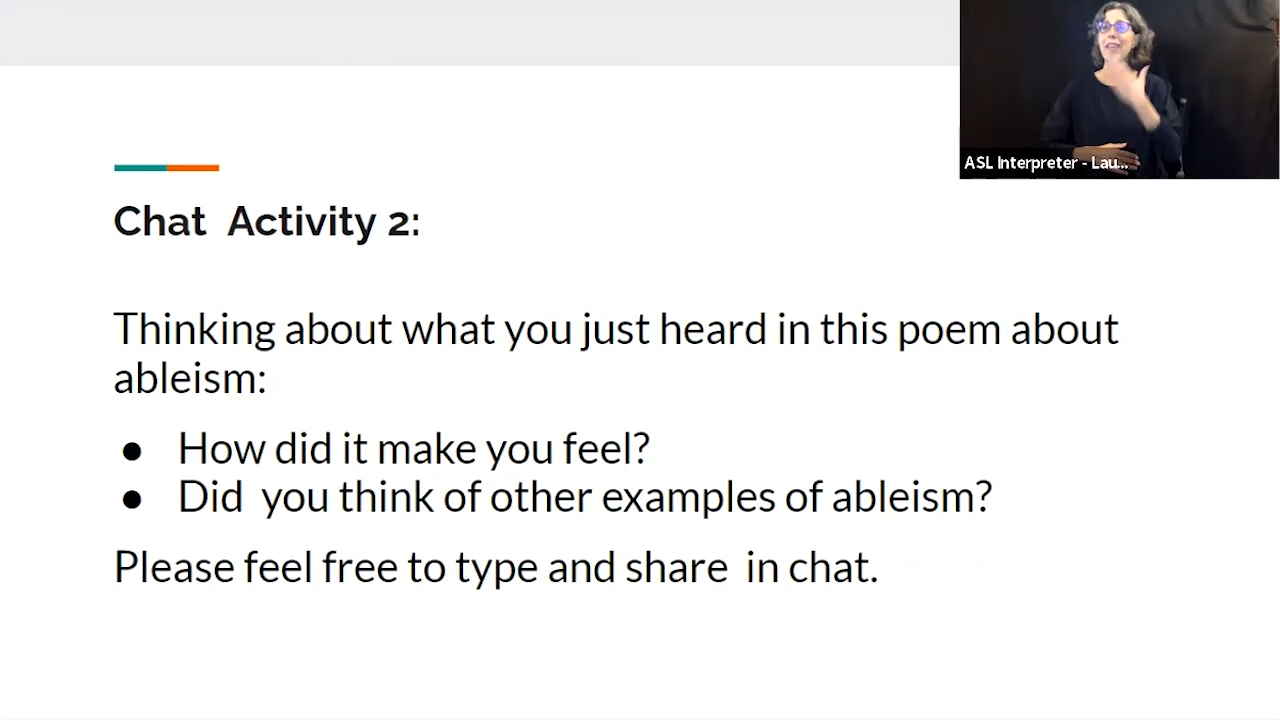 ASL Interpreter - Lau...
Chat  Activity 2:
Thinking about what you just heard in this poem about
ableism:
● How did it make you feel?
● Did  you think of other examples of ableism?
Please feel free to type and share  in chat.